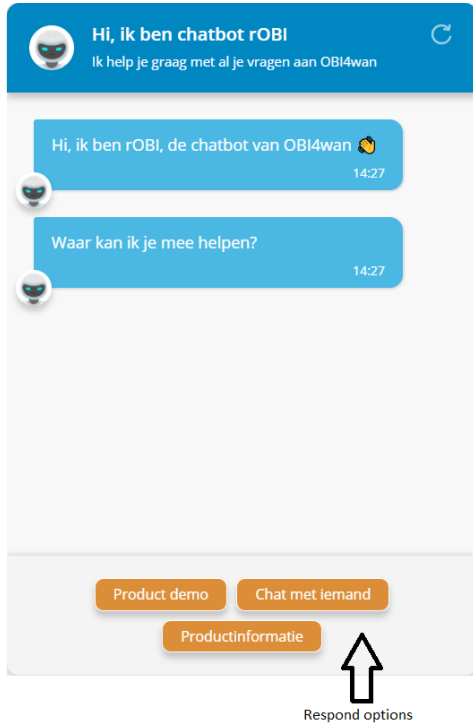 Hi, ik ben chatbot rOBI
Ik help je graag met al je vragen aan OBI4wan
Hi, ik ben rOBI, de chatbot van OBI4wan 👏
14:27
Waar kan ik je mee helpen?
14:27
Product demo Chat met iemand
Productinformatie
Respond options